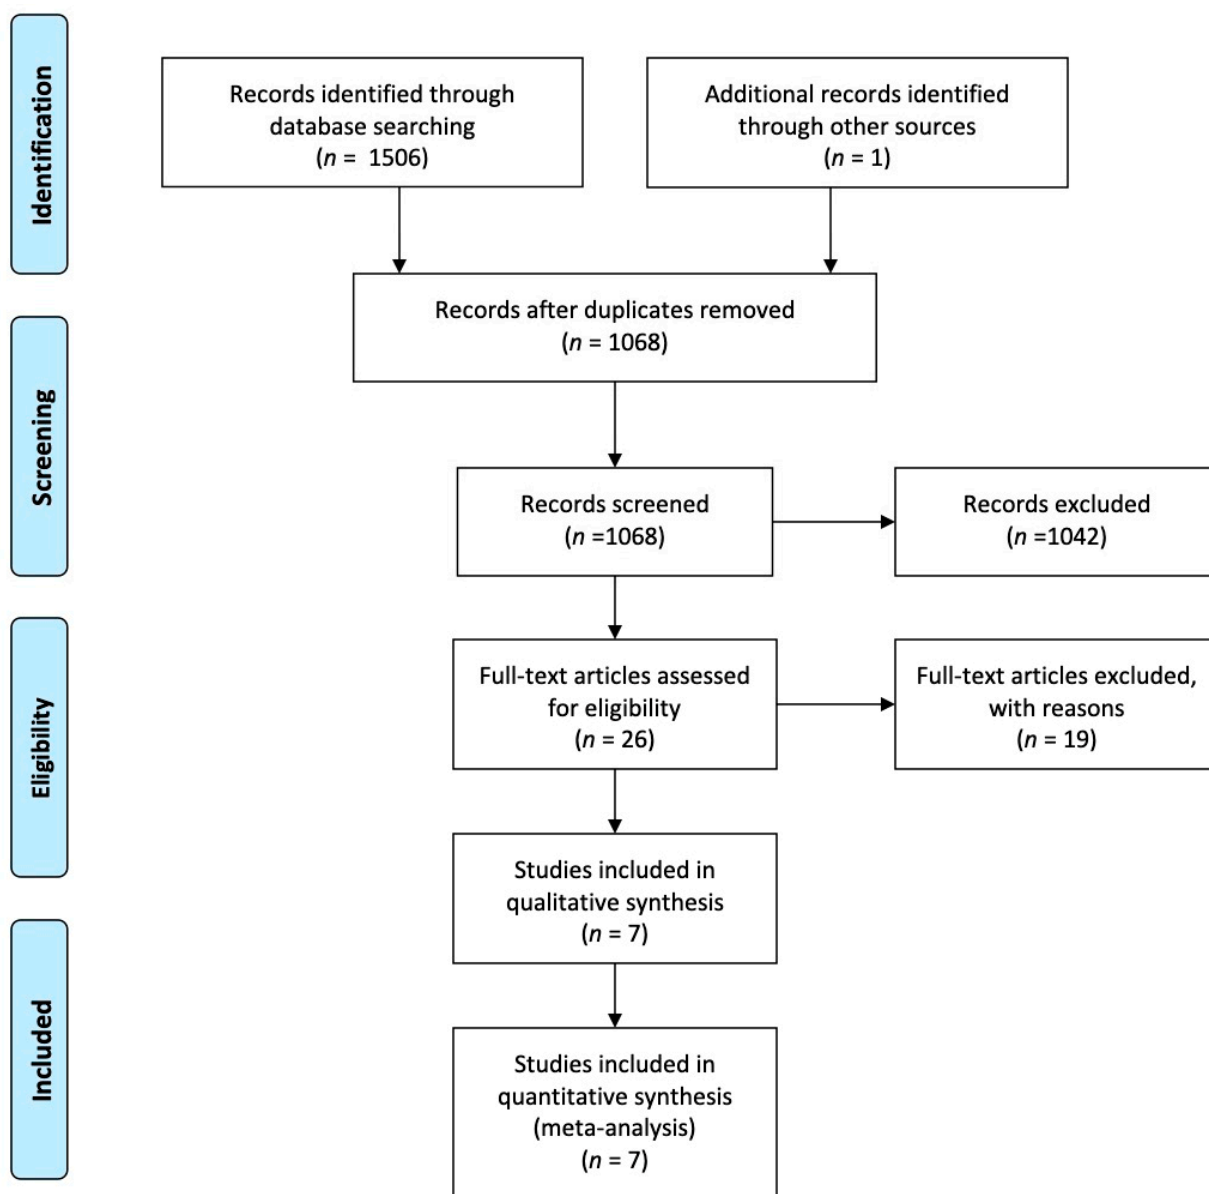 Identification
Records identified through
database searching
(n = 1506)
Additional records identified
through other sources
(n = 1)
Records after duplicates removed
(n = 1068)
Screening
Records screened
(n =1068)
Records excluded
(n =1042)
Eligibility
Full-text articles assessed
for eligibility
(n = 26)
Full-text articles excluded,
with reasons
(n = 19)
Studies included in
qualitative synthesis
(n = 7)
Included
Studies included in
quantitative synthesis
(meta-analysis)
(n = 7)